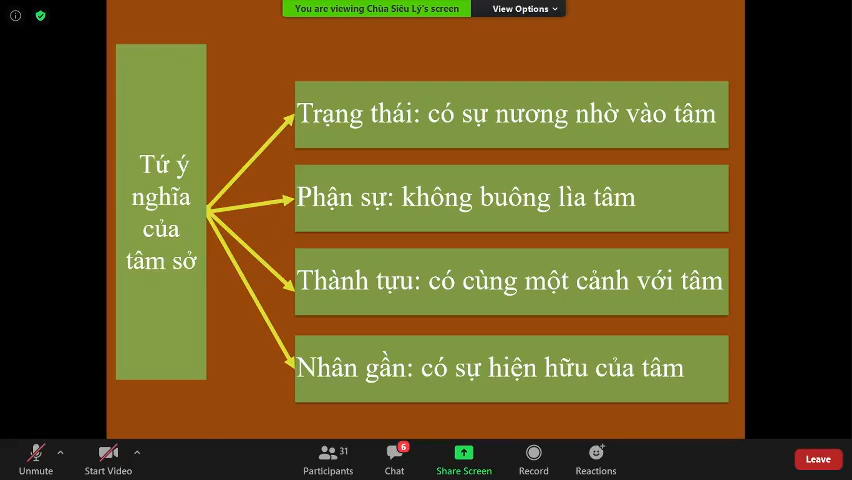 You are viewing Chùa Siêu Lý's screen
View Options
Tứ ý
nghĩa
của
tâm sở
Trạng thái: có sự nương nhờ vào tâm
Phận sự: không buông lìa tâm
Thành tựu: có cùng một cảnh với tâm
Nhân gần: có sự hiện hữu của tâm
Unmute
Start Video
31
Participants
6
Chat
Share Screen
Record
Reactions
Leave